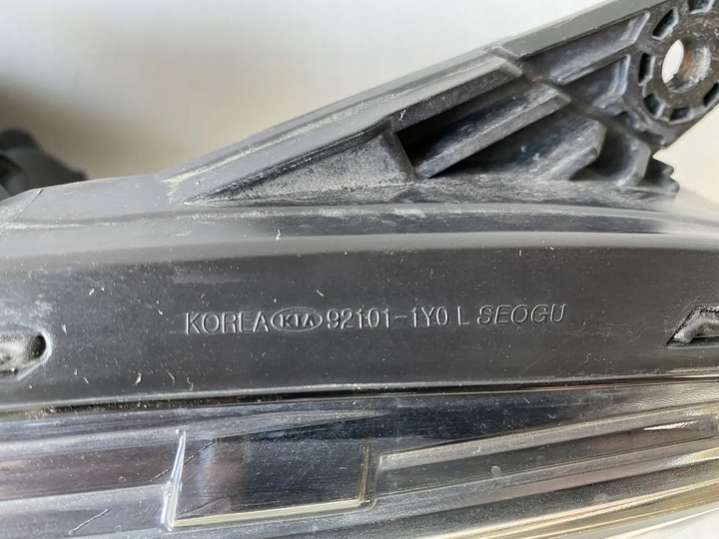 KOREA KIA 92101-1Y0 L SEOGU